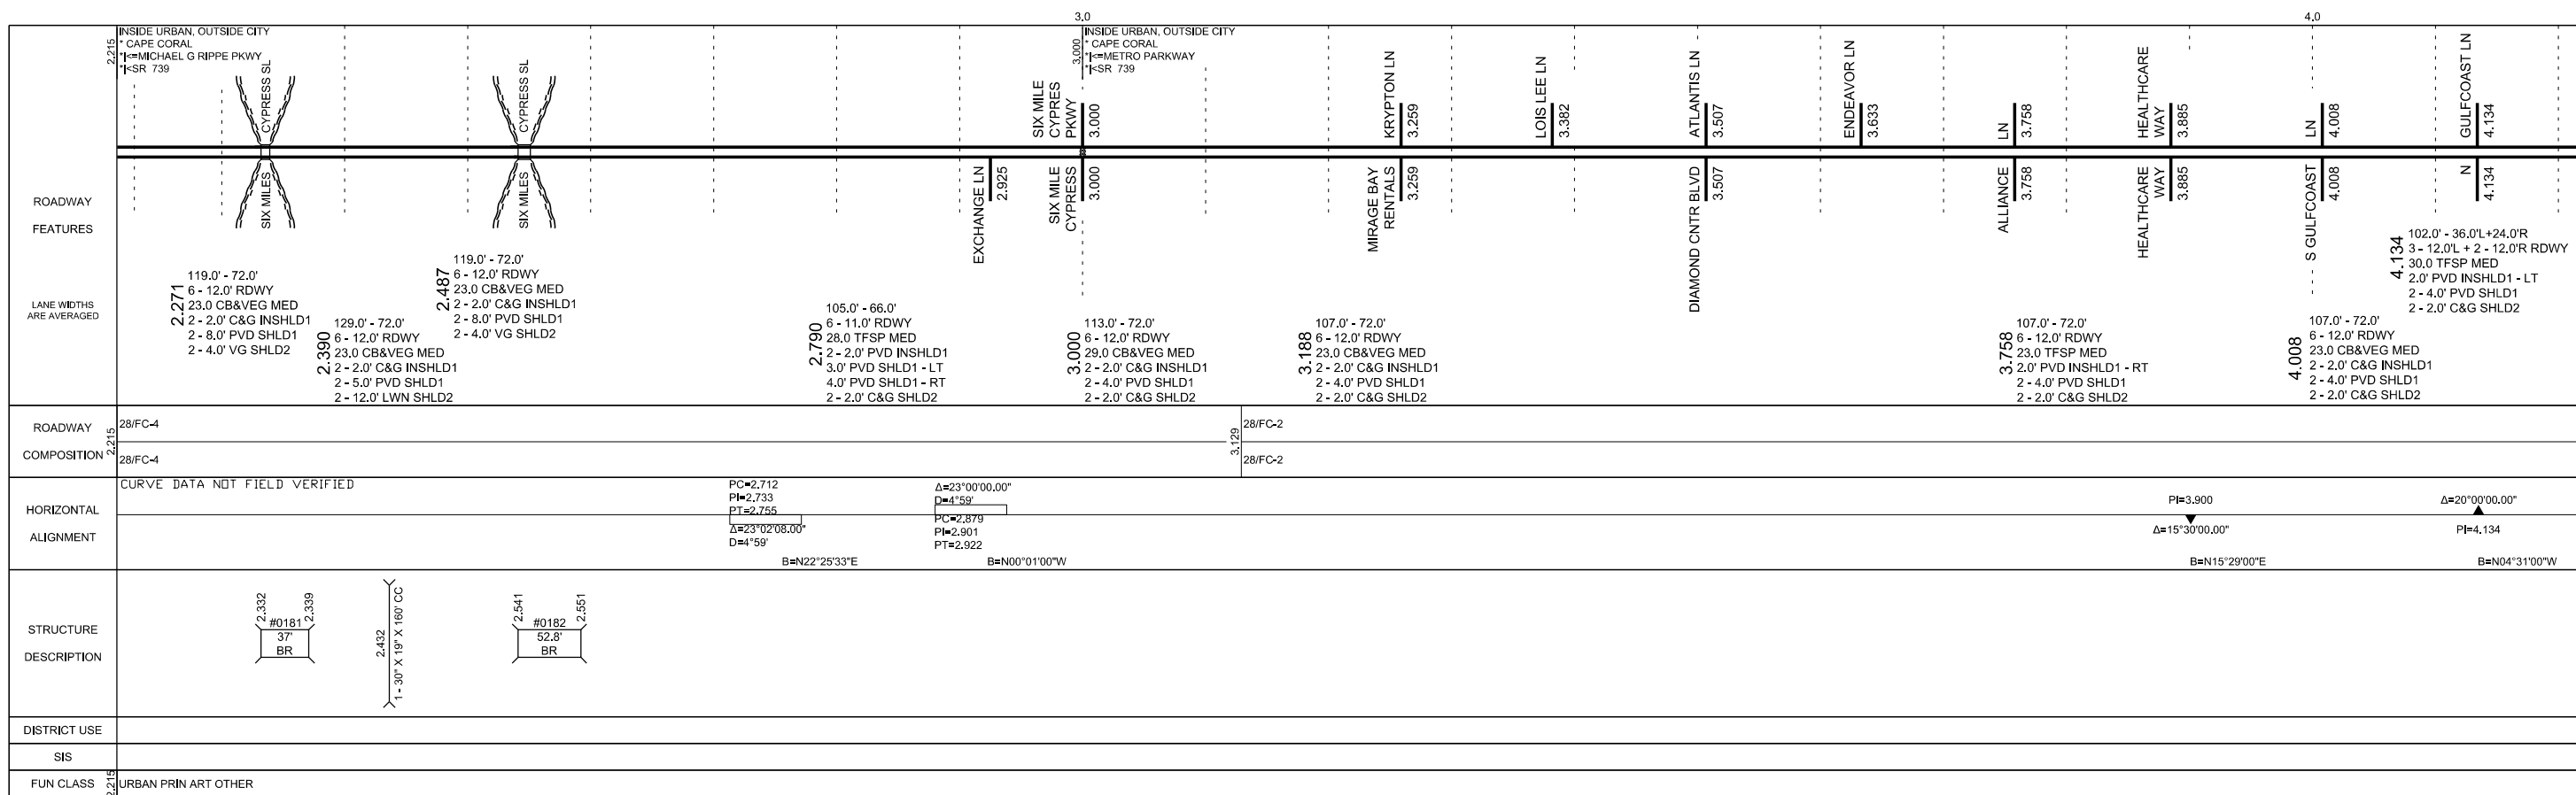 3.0
4.0
2.215
INSIDE URBAN, OUTSIDE CITY
* CAPE CORAL
*|<=MICHAEL G RIPPE PKWY
*|<SR 739
3.000
INSIDE URBAN, OUTSIDE CITY
* CAPE CORAL
*|<=METRO PARKWAY
*|<SR 739
ROADWAY
FEATURES
LANE WIDTHS
ARE AVERAGED
CYPRESS SL
SIX MILES
CYPRESS SL
SIX MILES
SIX MILE
CYPRES
PKWY
3.000
KRYPTON LN
3.259
LOIS LEE LN
3.382
ATLANTIS LN
3.507
ENDEAVOR LN
3.633
LN
3.758
HEALTHCARE
WAY
3.885
LN
4.008
GULFCOAST LN
4.134
EXCHANGE LN
2.925
SIX MILE
CYPRESS
3.000
MIRAGE BAY
RENTALS
3.259
DIAMOND CNTR BLVD
3.507
ALLIANCE
3.758
HEALTHCARE
WAY
3.885
S GULFCOAST
4.008
N
4.134
2.271
119.0' - 72.0'
6 - 12.0' RDWY
23.0 CB&VEG MED
2 - 2.0' C&G INSHLD1
2 - 8.0' PVD SHLD1
2 - 4.0' VG SHLD2
2.390
129.0' - 72.0'
6 - 12.0' RDWY
23.0 CB&VEG MED
2 - 2.0' C&G INSHLD1
2 - 5.0' PVD SHLD1
2 - 12.0' LWN SHLD2
2.487
119.0' - 72.0'
6 - 12.0' RDWY
23.0 CB&VEG MED
2 - 2.0' C&G INSHLD1
2 - 8.0' PVD SHLD1
2 - 4.0' VG SHLD2
2.790
105.0' - 66.0'
6 - 11.0' RDWY
28.0 TFSP MED
2 - 2.0' PVD INSHLD1
3.0' PVD SHLD1 - LT
4.0' PVD SHLD1 - RT
2 - 2.0' C&G SHLD2
3.000
113.0' - 72.0'
6 - 12.0' RDWY
29.0 CB&VEG MED
2 - 2.0' C&G INSHLD1
2 - 4.0' PVD SHLD1
2 - 2.0' C&G SHLD2
3.188
107.0' - 72.0'
6 - 12.0' RDWY
23.0 CB&VEG MED
2 - 2.0' C&G INSHLD1
2 - 4.0' PVD SHLD1
2 - 2.0' C&G SHLD2
3.758
107.0' - 72.0'
6 - 12.0' RDWY
23.0 TFSP MED
2.0' PVD INSHLD1 - RT
2 - 4.0' PVD SHLD1
2 - 2.0' C&G SHLD2
4.008
107.0' - 72.0'
6 - 12.0' RDWY
23.0 CB&VEG MED
2 - 2.0' C&G INSHLD1
2 - 4.0' PVD SHLD1
2 - 2.0' C&G SHLD2
4.134
102.0' - 36.0'L+24.0'R
3 - 12.0'L + 2 - 12.0'R RDWY
30.0 TFSP MED
2.0' PVD INSHLD1 - LT
2 - 4.0' PVD SHLD1
2 - 2.0' C&G SHLD2
ROADWAY
COMPOSITION
2.215
28/FC-4
28/FC-4
3.129
28/FC-2
28/FC-2
HORIZONTAL
ALIGNMENT
CURVE DATA NOT FIELD VERIFIED
PC=2.712
PI=2.733
PT=2.755
Δ=23°02'08.00"
D=4°59'
B=N22°25'33"E
Δ=23°00'00.00"
D=4°59'
PC=2.879
PI=2.901
PT=2.922
B=N00°01'00"W
PI=3.900
Δ=15°30'00.00"
B=N15°29'00"E
Δ=20°00'00.00"
PI=4.134
B=N04°31'00"W
STRUCTURE
DESCRIPTION
2.332
2.339
#0181
37'
BR
2.432
1 - 30" X 19" X 160' CC
2.541
2.551
#0182
52.8'
BR
DISTRICT USE
SIS
FUN CLASS
2.215
URBAN PRIN ART OTHER